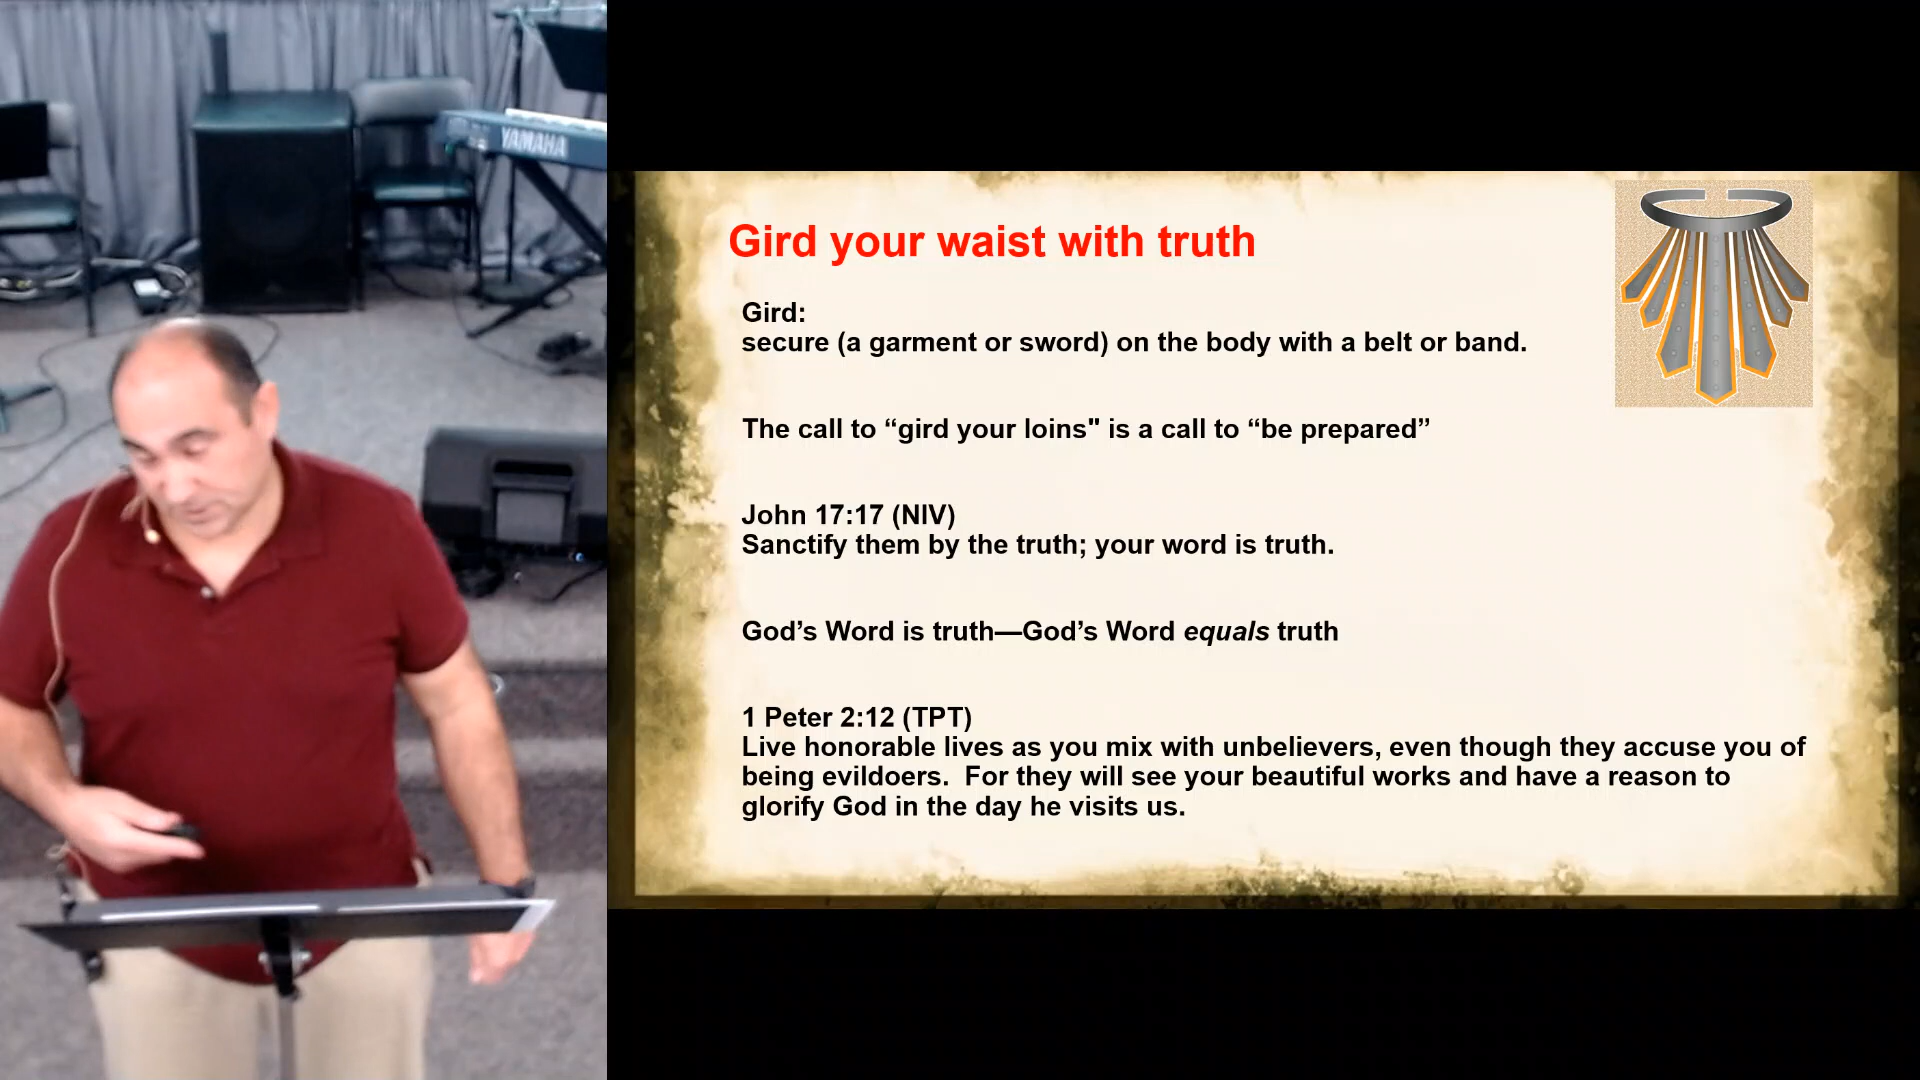 YAMAHA
Gird your waist with truth
Gird:
secure (a garment or sword) on the body with a belt or band.
The call to “gird your loins" is a call to “be prepared”
John 17:17 (NIV)
Sanctify them by the truth; your word is truth.
God’s Word is truth—God’s Word equals truth
1 Peter 2:12 (TPT)
Live honorable lives as you mix with unbelievers, even though they accuse you of
being evildoers.  For they will see your beautiful works and have a reason to
glorify God in the day he visits us.